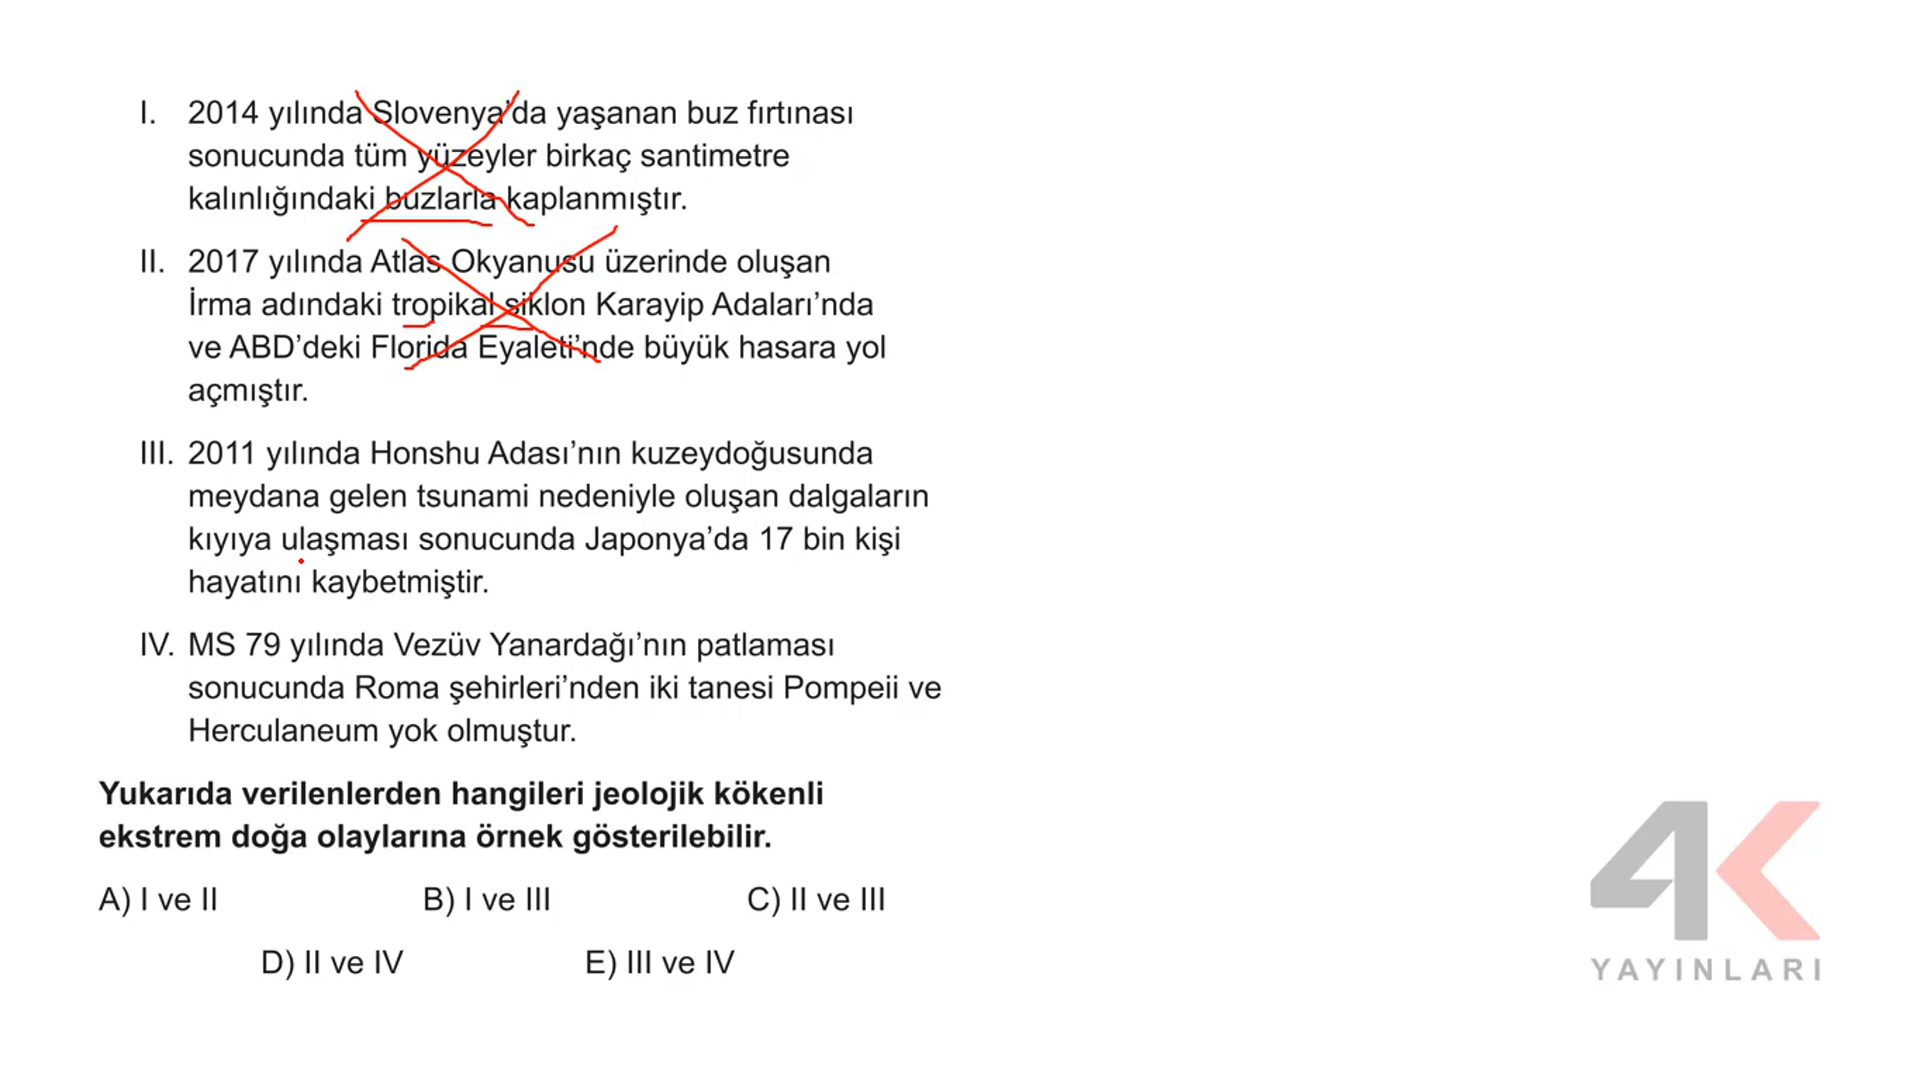 I. 2014 yılında Slovenya’da yaşanan buz fırtınası
sonucunda tüm yüzeyler birkaç santimetre
kalınlığındaki buzlarla kaplanmıştır.
II. 2017 yılında Atlas Okyanusu üzerinde oluşan
İrma adındaki tropikal siklon Karayip Adaları’nda
ve ABD’deki Florida Eyaleti’nde büyük hasara yol
açmıştır.
III. 2011 yılında Honshu Adası’nın kuzeydoğusunda
meydana gelen tsunami nedeniyle oluşan dalgaların
kıyıya ulaşması sonucunda Japonya’da 17 bin kişi
hayatını kaybetmiştir.
IV. MS 79 yılında Vezüv Yanardağı’nın patlaması
sonucunda Roma şehirleri’nden iki tanesi Pompeii ve
Herculaneum yok olmuştur.
Yukarıda verilenlerden hangileri jeolojik kökenli
ekstrem doğa olaylarına örnek gösterilebilir.
A) I ve II B) I ve III C) II ve III
D) II ve IV E) III ve IV
4K
YAYINLARI